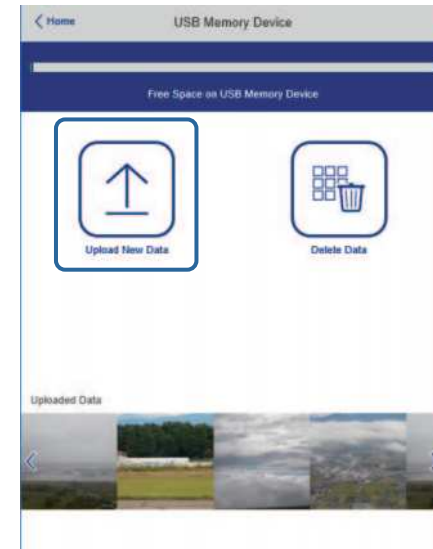 Home
USB Memory Device
Free Space on USB Memory Device
Upload New Data
Delete Data
Uploaded Data